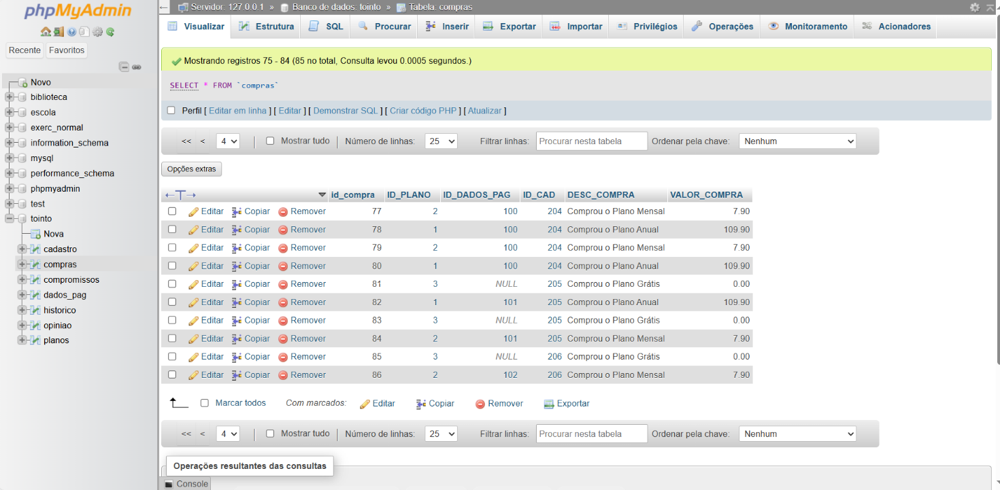 phpMyAdmin
Recente Favoritos
Novo
biblioteca
escola
exerc_normal
information_schema
mysql
performance_schema
phpmyadmin
test
tointo
Nova
cadastro
compras
compromissos
dados_pag
historico
opiniao
planos
Servidor: 127.0.0.1 » Banco de dados: tointo » Tabela: compras
Visualizar Estrutura SQL Procurar Inserir Exportar Importar Privilégios Operações Monitoramento Acionadores
Mostrando registros 75 - 84 (85 no total, Consulta levou 0.0005 segundos.)
SELECT * FROM `compras`
Perfil [ Editar em linha ] [ Editar ] [ Demonstrar SQL ] [ Criar código PHP ] [ Atualizar ]
<< < 4 | Mostrar tudo | Número de linhas: 25 Filtrar linhas: Procurar nesta tabela Ordenar pela chave: Nenhum
Opções extras
←T→ id_compra ID_PLANO ID_DADOS_PAG ID_CAD DESC_COMPRA VALOR_COMPRA
Editar Copiar Remover 77 2 100 204 Comprou o Plano Mensal 7.90
Editar Copiar Remover 78 1 100 204 Comprou o Plano Anual 109.90
Editar Copiar Remover 79 2 100 204 Comprou o Plano Mensal 7.90
Editar Copiar Remover 80 1 100 204 Comprou o Plano Anual 109.90
Editar Copiar Remover 81 3 NULL 205 Comprou o Plano Grátis 0.00
Editar Copiar Remover 82 1 101 205 Comprou o Plano Anual 109.90
Editar Copiar Remover 83 3 NULL 205 Comprou o Plano Grátis 0.00
Editar Copiar Remover 84 2 101 205 Comprou o Plano Mensal 7.90
Editar Copiar Remover 85 3 NULL 206 Comprou o Plano Grátis 0.00
Editar Copiar Remover 86 2 102 206 Comprou o Plano Mensal 7.90
Marcar todos Com marcados: Editar Copiar Remover Exportar
<< < 4 | Mostrar tudo | Número de linhas: 25 Filtrar linhas: Procurar nesta tabela Ordenar pela chave: Nenhum
Operações resultantes das consultas
Console